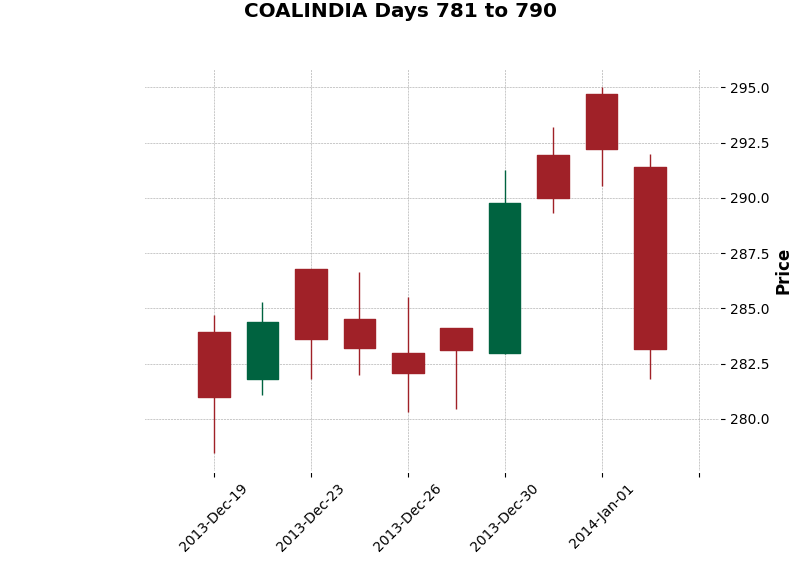 COALINDIA Days 781 to 790
295.0
292.5
290.0
287.5
285.0
282.5
280.0
Price
2013-Dec-19
2013-Dec-23
2013-Dec-26
2013-Dec-30
2014-Jan-01